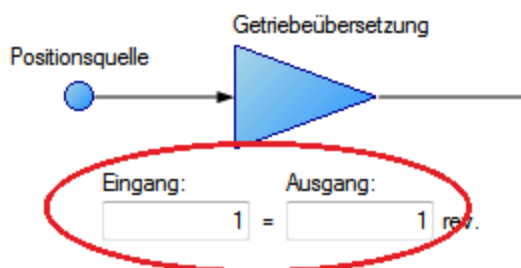 Getriebeübersetzung
Positionsquelle
Eingang: Ausgang:
1 = 1 rev.